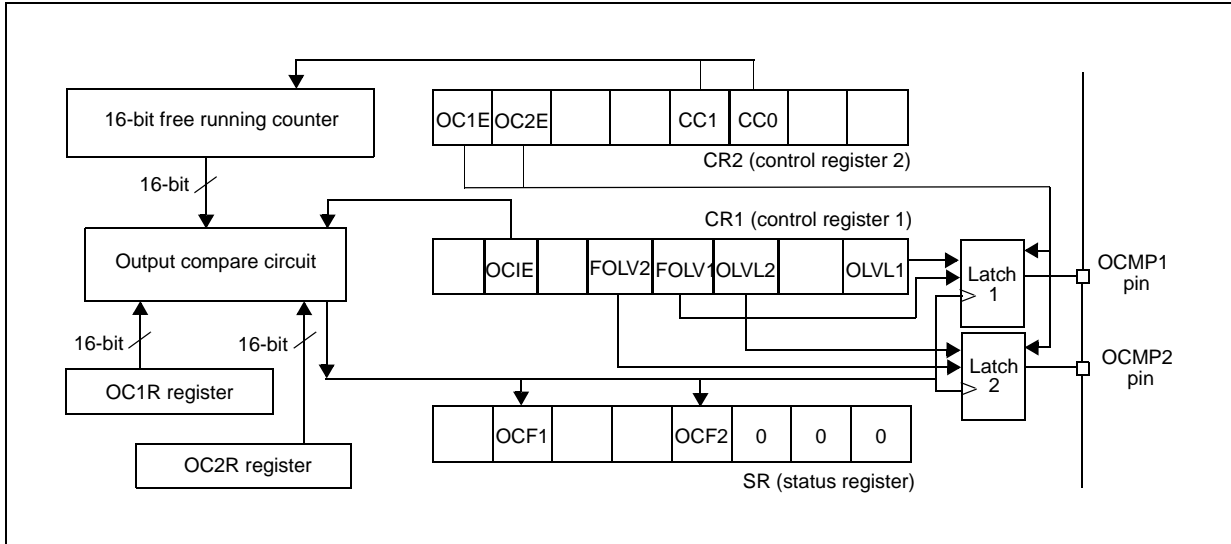 16-bit free running counter
OC1E OC2E CC1 CC0
CR2 (control register 2)
16-bit
CR1 (control register 1)
Output compare circuit
OCIE FOLV2 FOLV1 OLVL2 OLVL1
Latch
1
OCMP1
pin
16-bit 16-bit
Latch
2
OCMP2
pin
OC1R register
OCF1 OCF2 0 0 0
OC2R register
SR (status register)